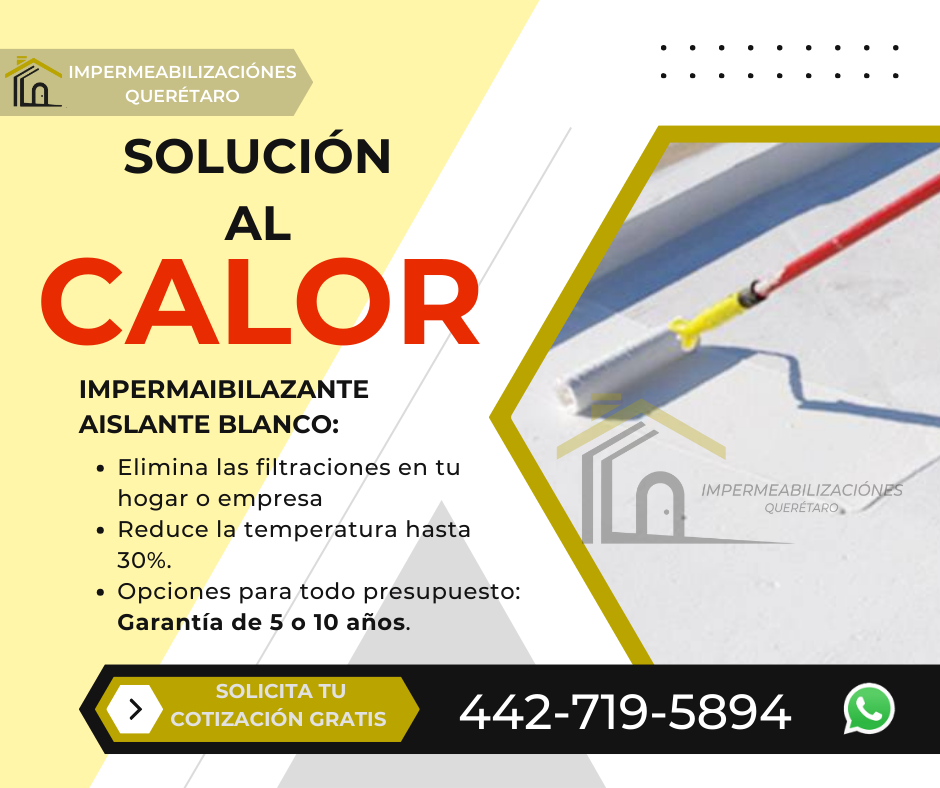 IMPERMEABILIZACIÓNES
QUERÉTARO
SOLUCIÓN
AL
CALOR
IMPERMAIBILAZANTE
AISLANTE BLANCO:
• Elimina las filtraciones en tu
hogar o empresa
• Reduce la temperatura hasta
30%.
• Opciones para todo presupuesto:
Garantía de 5 o 10 años.
IMPERMEABILIZACIÓNES
QUERÉTARO
SOLICITA TU
COTIZACIÓN GRATIS
442-719-5894